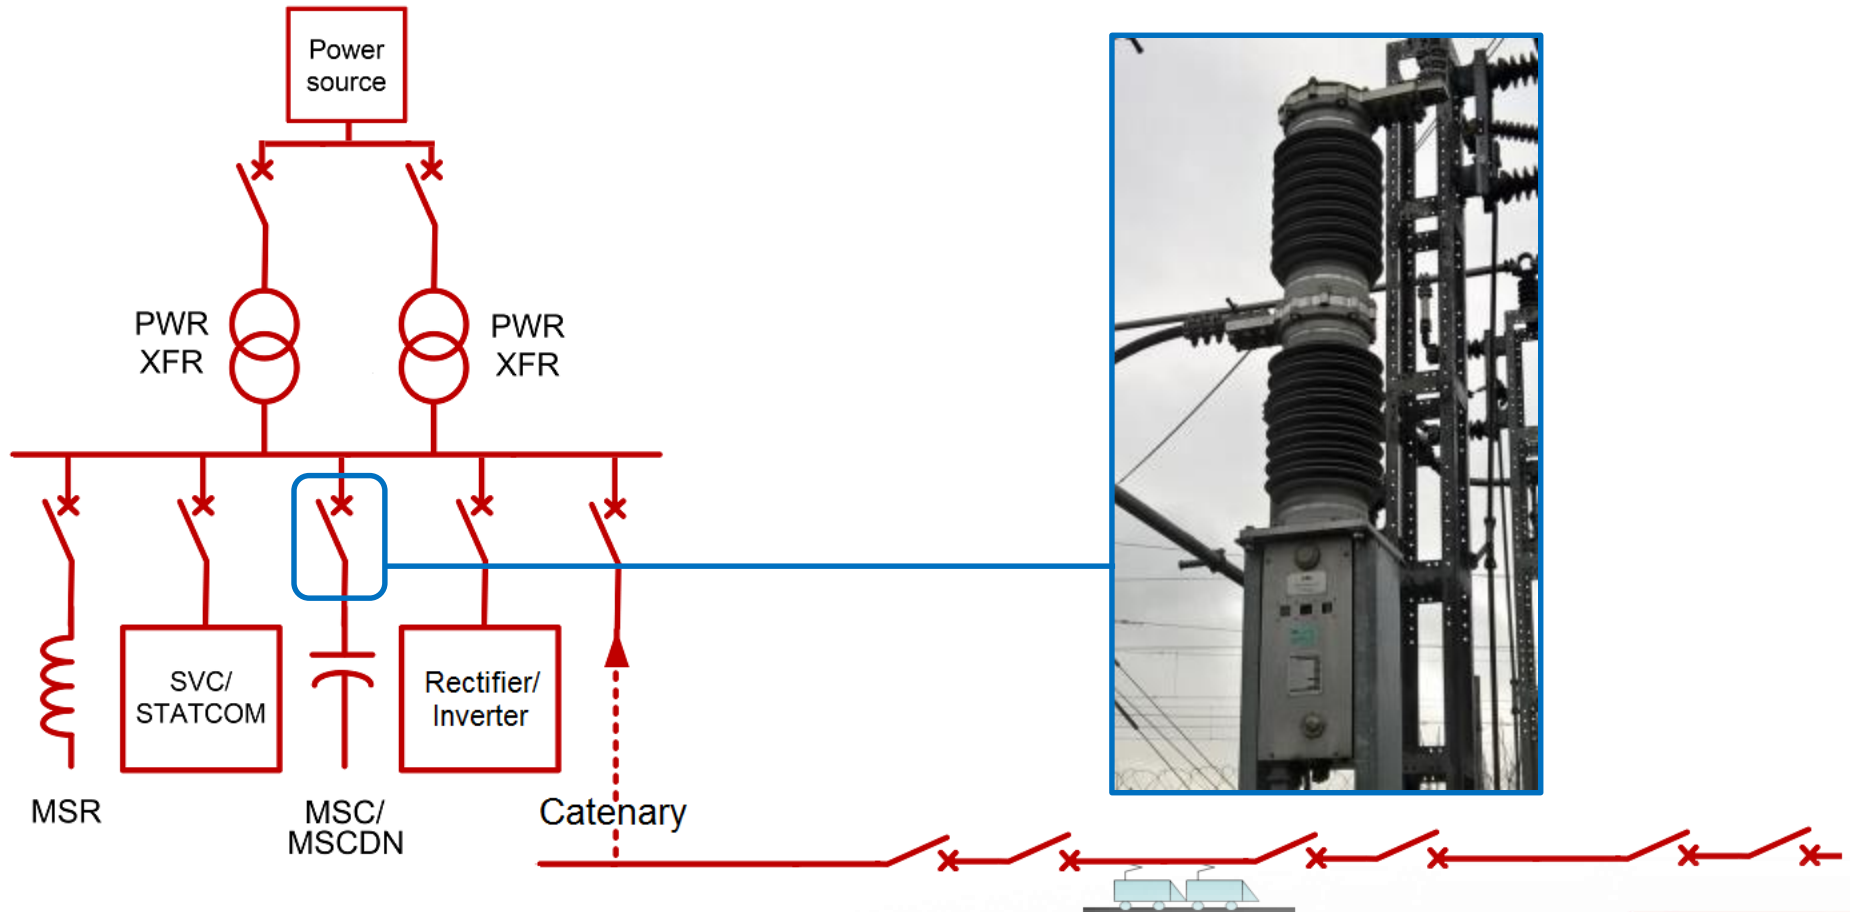 Power
source
PWR
XFR
PWR
XFR
SVC/
STATCOM
Rectifier/
Inverter
MSR
MSC/
MSCDN
Catenary